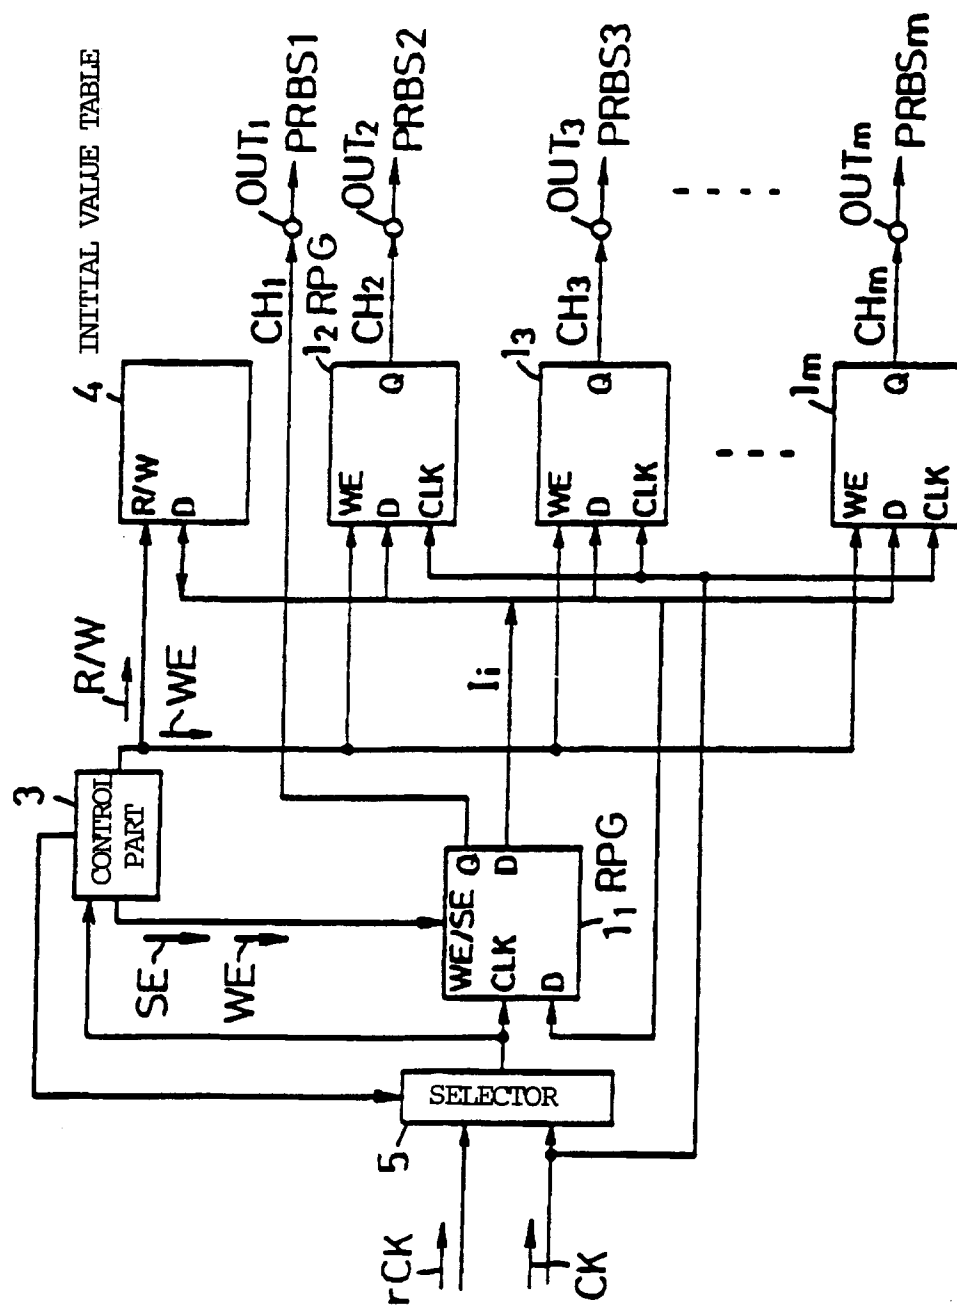 INITIAL VALUE TABLE
4
R/W
D
R/W
WE
3
CONTROL
PART
SE
WE
CH1
OUT1
PRBS1
12 RPG
WE
D
CLK
Q
CH2
OUT2
PRBS2
WE/SE
CLK
D
Q
D
11 RPG
Ii
13
WE
D
CLK
Q
CH3
OUT3
PRBS3
5
SELECTOR
rCK
CK
1m
WE
D
CLK
Q
CHm
OUTm
PRBSm